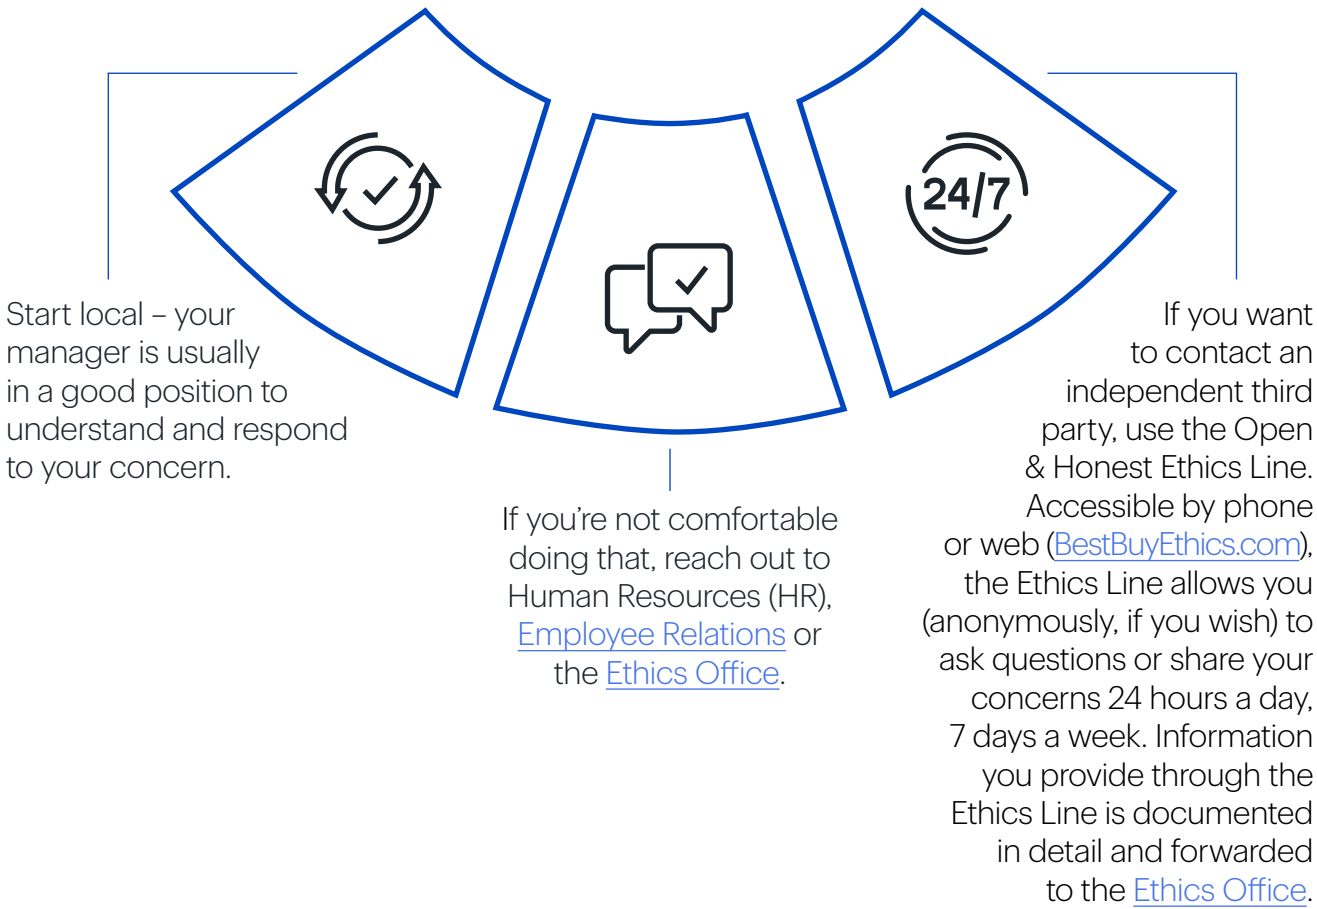 24/7
Start local – your
manager is usually
in a good position to
understand and respond
to your concern.
If you’re not comfortable
doing that, reach out to
Human Resources (HR),
Employee Relations or
the Ethics Office.
If you want
to contact an
independent third
party, use the Open
& Honest Ethics Line.
Accessible by phone
or web (BestBuyEthics.com),
the Ethics Line allows you
(anonymously, if you wish) to
ask questions or share your
concerns 24 hours a day,
7 days a week. Information
you provide through the
Ethics Line is documented
in detail and forwarded
to the Ethics Office.